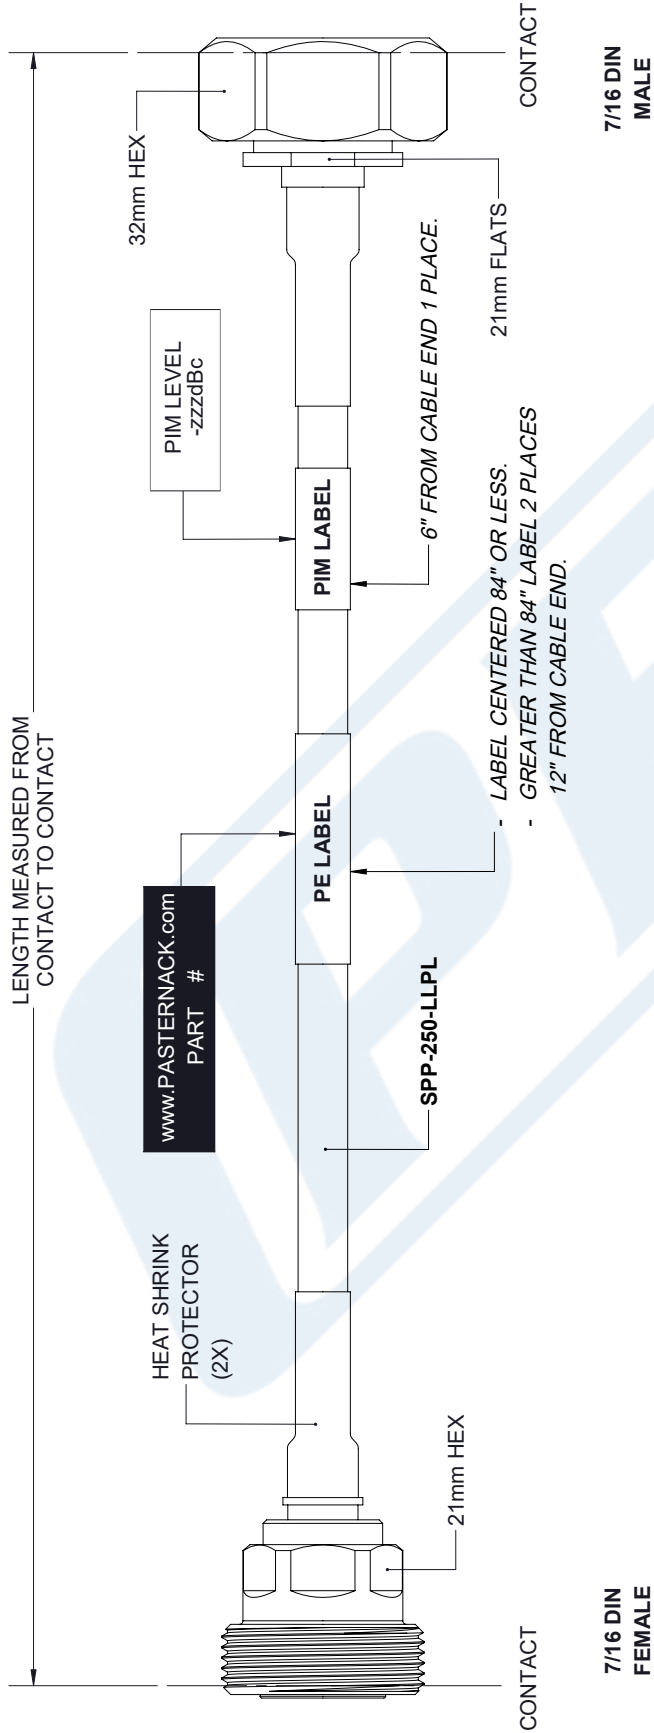 LENGTH MEASURED FROM
CONTACT TO CONTACT
HEAT SHRINK
PROTECTOR
(2X)
www.PASTERNACK.com
PART #
PIM LEVEL
-zzzdBc
32mm HEX
PE LABEL
PIM LABEL
21mm HEX
SPP-250-LLPL
- LABEL CENTERED 84" OR LESS.
- GREATER THAN 84" LABEL 2 PLACES
12" FROM CABLE END.
6" FROM CABLE END 1 PLACE.
21mm FLATS
CONTACT
CONTACT
7/16 DIN
FEMALE
7/16 DIN
MALE